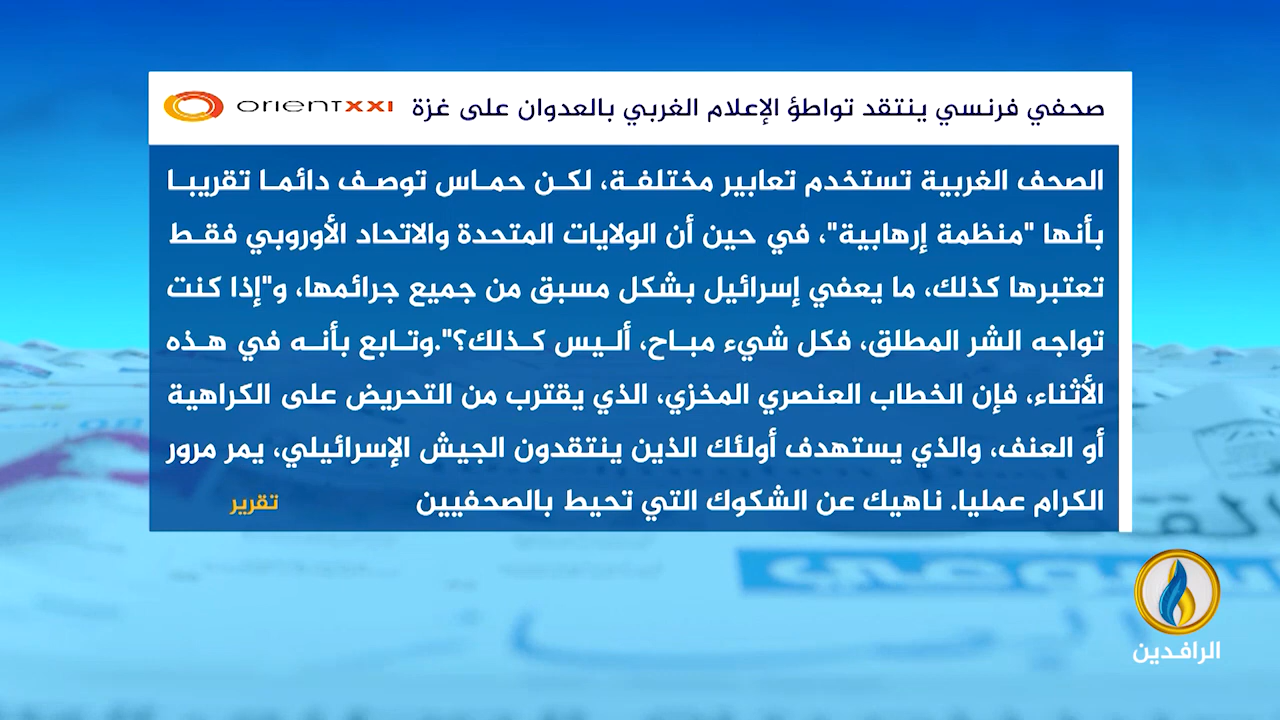 صحفي فرنسي ينتقد تواطؤ الإعلام الغربي بالعدوان على غزة orient XXI
الصحف الغربية تستخدم تعابير مختلفة، لكن حماس توصف دائما تقريبا
بأنها "منظمة إرهابية"، في حين أن الولايات المتحدة والاتحاد الأوروبي فقط
تعتبرها كذلك، ما يعفي إسرائيل بشكل مسبق من جميع جرائمها، و"إذا كنت
تواجه الشر المطلق، فكل شيء مباح، أليس كذلك؟".وتابع بأنه في هذه
الأثناء، فإن الخطاب العنصري المخزي، الذي يقترب من التحريض على الكراهية
أو العنف، والذي يستهدف أولئك الذين ينتقدون الجيش الإسرائيلي، يمر مرور
الكرام عمليا. ناهيك عن الشكوك التي تحيط بالصحفيين
تقرير
الرافدين